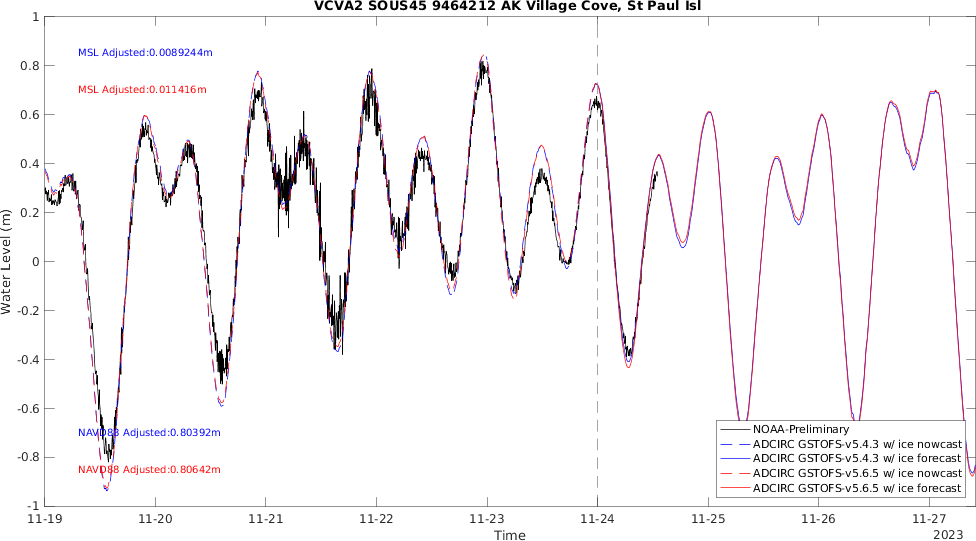 VCVA2 SOUS45 9464212 AK Village Cove, St Paul Isl
MSL Adjusted:0.0089244m
MSL Adjusted:0.011416m
NAVD88 Adjusted:0.80392m
NAVD88 Adjusted:0.80642m
Water Level (m)
1
0.8
0.6
0.4
0.2
0
-0.2
-0.4
-0.6
-0.8
-1
NOAA-Preliminary
ADCIRC GSTOFS-v5.4.3 w/ ice nowcast
ADCIRC GSTOFS-v5.4.3 w/ ice forecast
ADCIRC GSTOFS-v5.6.5 w/ ice nowcast
ADCIRC GSTOFS-v5.6.5 w/ ice forecast
11-19 11-20 11-21 11-22 11-23 11-24 11-25 11-26 11-27
Time
2023